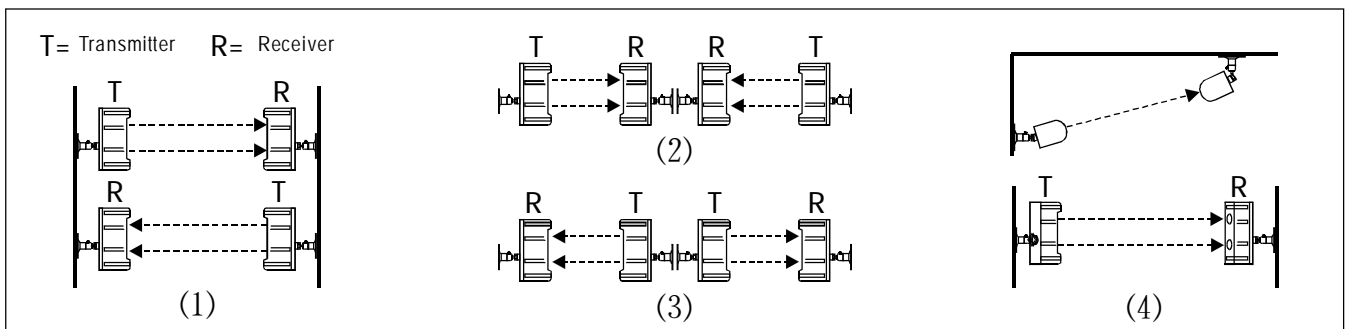 T= Transmitter R= Receiver
T R
R T
(1)
T R R T
(2)
R T T R
(3)
T R
(4)